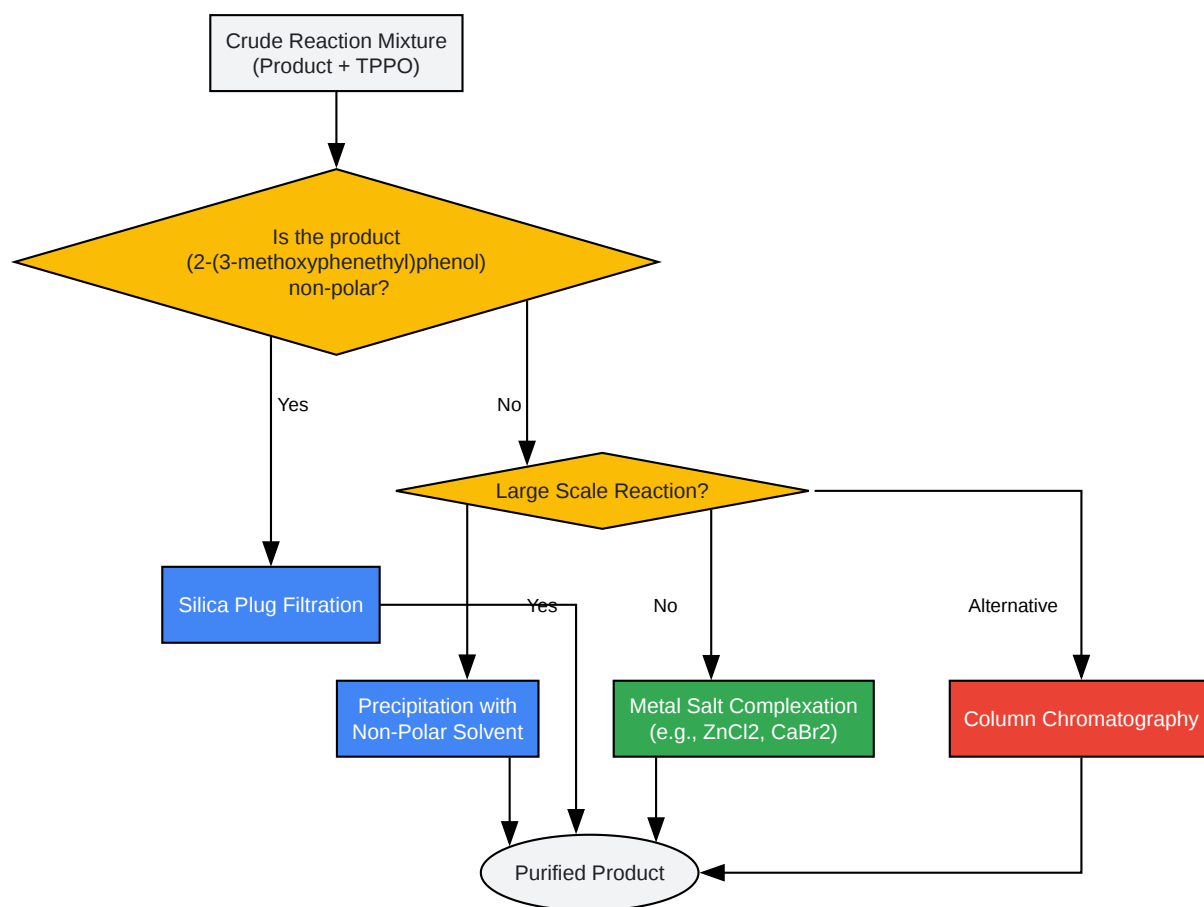 Crude Reaction Mixture
(Product + TPPO)
Is the product
(2-(3-methoxyphenethyl)phenol)
non-polar?
Yes
No
Large Scale Reaction?
Silica Plug Filtration
Yes
No
Alternative
Precipitation with
Non-Polar Solvent
Metal Salt Complexation
(e.g., ZnCl2, CaBr2)
Column Chromatography
Purified Product